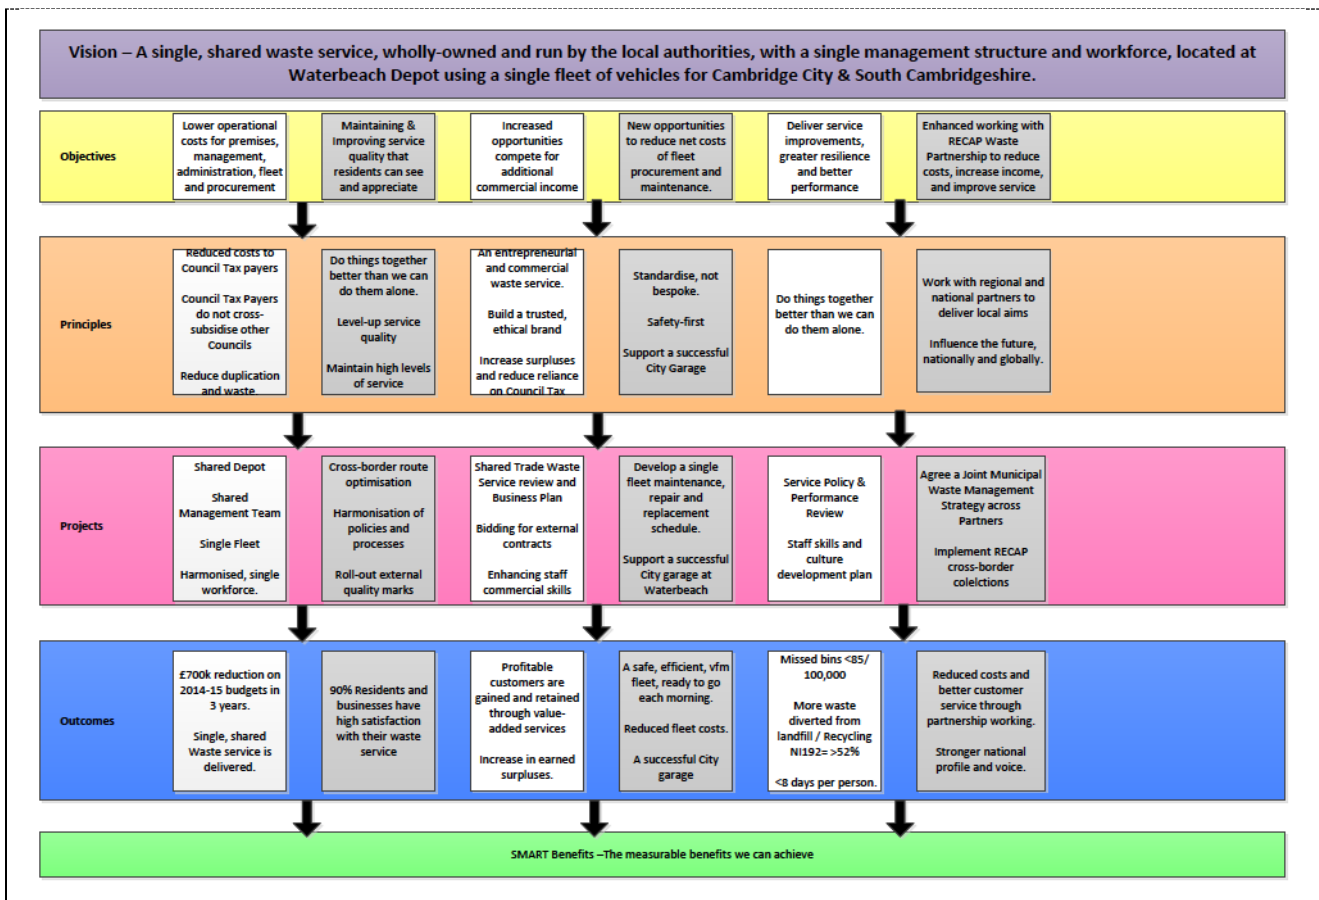 Vision – A single, shared waste service, wholly-owned and run by the local authorities, with a single management structure and workforce, located at
Waterbeach Depot using a single fleet of vehicles for Cambridge City & South Cambridgeshire.
Objectives
Lower operational
costs for premises,
management,
administration, fleet
and procurement
Maintaining &
Improving service
quality that
residents can see
and appreciate
Increased
opportunities
compete for
additional
commercial income
New opportunities
to reduce net costs
of fleet
procurement and
maintenance.
Deliver service
improvements,
greater resilience
and better
performance
Enhanced working with
RECAP Waste
Partnership to reduce
costs, increase income,
and improve service
Principles
Reduced costs to
Council Tax payers
Council Tax Payers
do not cross-
subsidise other
Councils
Reduce duplication
and waste.
Do things together
better than we can
do them alone.
Level-up service
quality
Maintain high levels
of service
An entrepreneurial
and commercial
waste service.
Build a trusted,
ethical brand
Increase surpluses
and reduce reliance
on Council Tax
Standardise, not
bespoke.
Safety-first
Support a successful
City Garage
Do things together
better than we can
do them alone.
Work with regional and
national partners to
deliver local aims
Influence the future,
nationally and globally.
Projects
Shared Depot
Shared
Management Team
Single Fleet
Harmonised, single
workforce.
Cross-border route
optimisation
Harmonisation of
policies and
processes
Roll-out external
quality marks
Shared Trade Waste
Service review and
Business Plan
Bidding for external
contracts
Enhancing staff
commercial skills
Develop a single
fleet maintenance,
repair and
replacement
schedule.
Support a successful
City garage at
Waterbeach
Service Policy &
Performance
Review
Staff skills and
culture
development plan
Agree a Joint Municipal
Waste Management
Strategy across
Partners
Implement RECAP
cross-border
colelctions
Outcomes
£700k reduction on
2014-15 budgets in
3 years.
Single, shared
Waste service is
delivered.
90% Residents and
businesses have
high satisfaction
with their waste
service
Profitable
customers are
gained and retained
through value-
added services
Increase in earned
surpluses.
A safe, efficient, vfm
fleet, ready to go
each morning.
Reduced fleet costs.
A successful City
garage
Missed bins <85/
100,000
More waste
diverted from
landfill / Recycling
NI192= >52%
<8 days per person.
Reduced costs and
better customer
service through
partnership working.
Stronger national
profile and voice.
SMART Benefits –The measurable benefits we can achieve